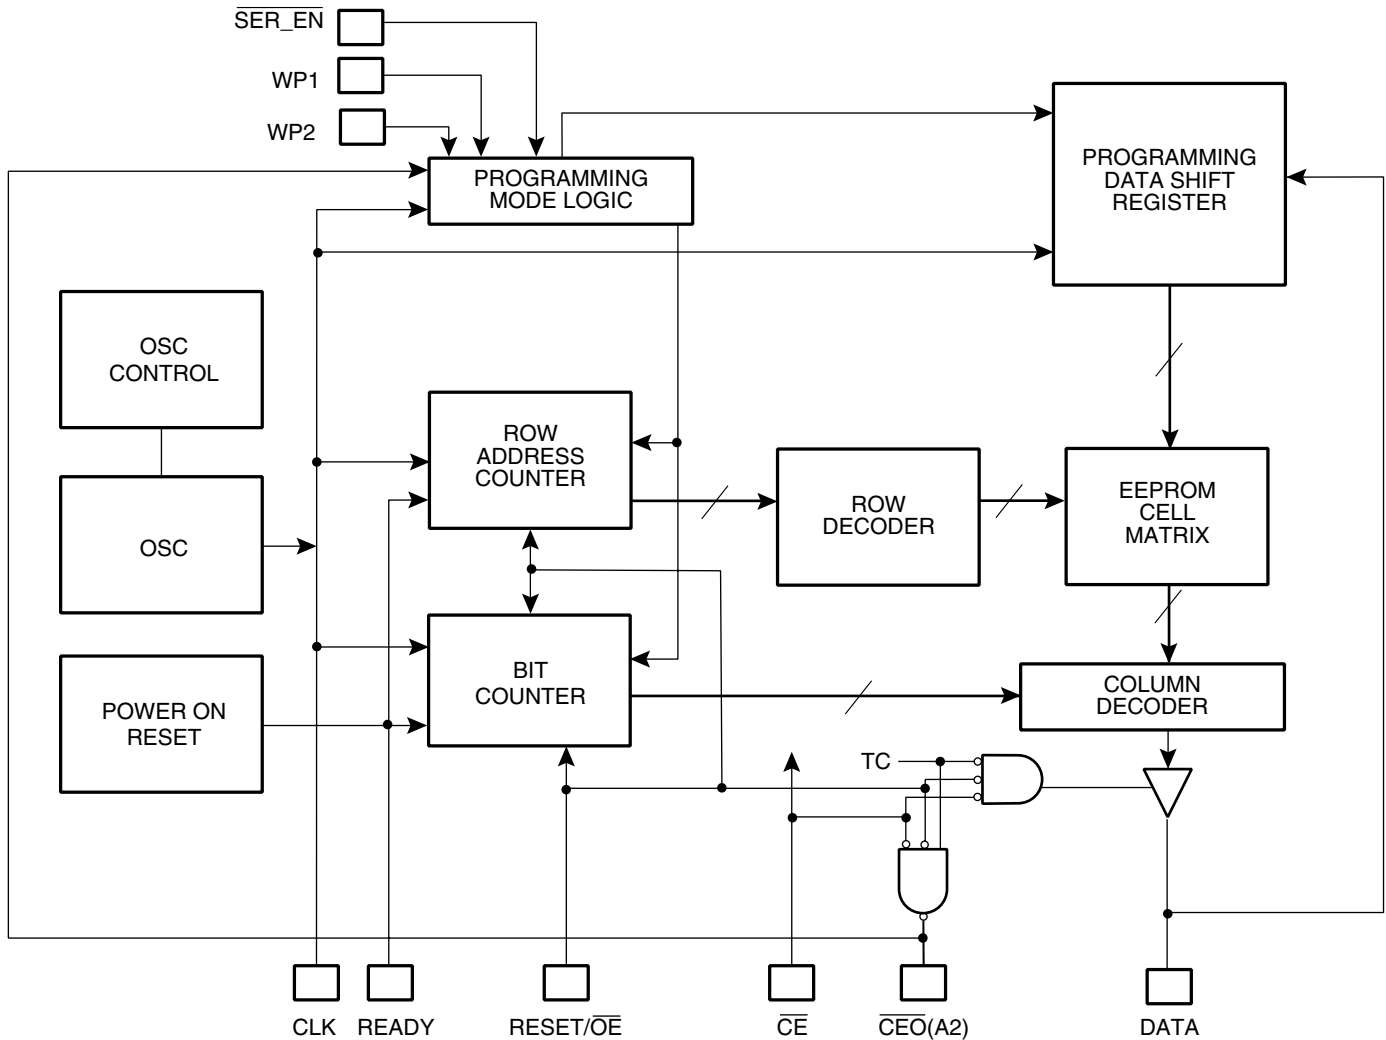 SER_EN
WP1
WP2
PROGRAMMING
MODE LOGIC
PROGRAMMING
DATA SHIFT
REGISTER
OSC
CONTROL
ROW
ADDRESS
COUNTER
ROW
DECODER
EEPROM
CELL
MATRIX
OSC
BIT
COUNTER
COLUMN
DECODER
POWER ON
RESET
TC
CLK
READY
RESET/OE
CE
CEO(A2)
DATA